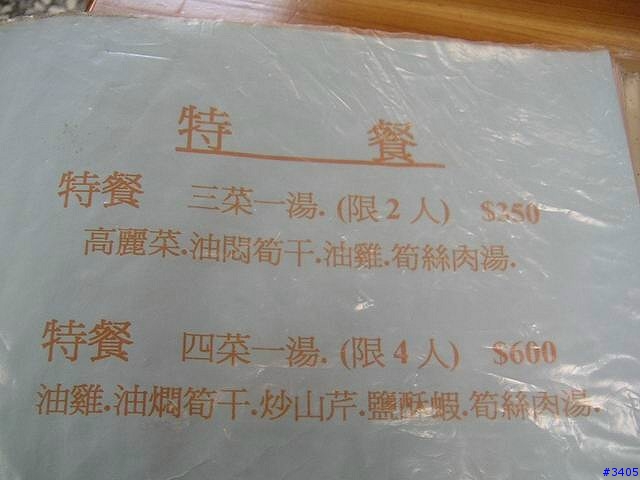 特 餐
特餐 三菜一湯. (限 2 人) $350
高麗菜.油悶筍干.油雞.筍絲肉湯.
特餐 四菜一湯. (限 4 人) $600
油雞.油燜筍干.炒山芹.鹽酥蝦.筍絲肉湯.
#3405